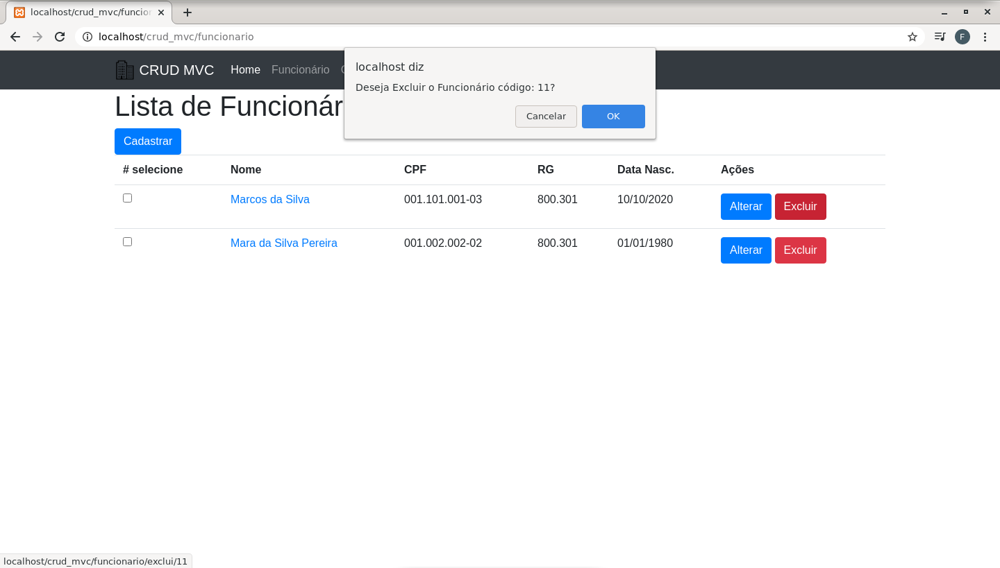 localhost/crud_mvc/funcior
localhost/crud_mvc/funcionario
F
CRUD MVC Home Funcionário
localhost diz
Deseja Excluir o Funcionário código: 11?
Cancelar OK
Lista de Funcionár
Cadastrar
# selecione Nome CPF RG Data Nasc. Ações
Marcos da Silva 001.101.001-03 800.301 10/10/2020 Alterar Excluir
Mara da Silva Pereira 001.002.002-02 800.301 01/01/1980 Alterar Excluir
localhost/crud_mvc/funcionario/exclui/11